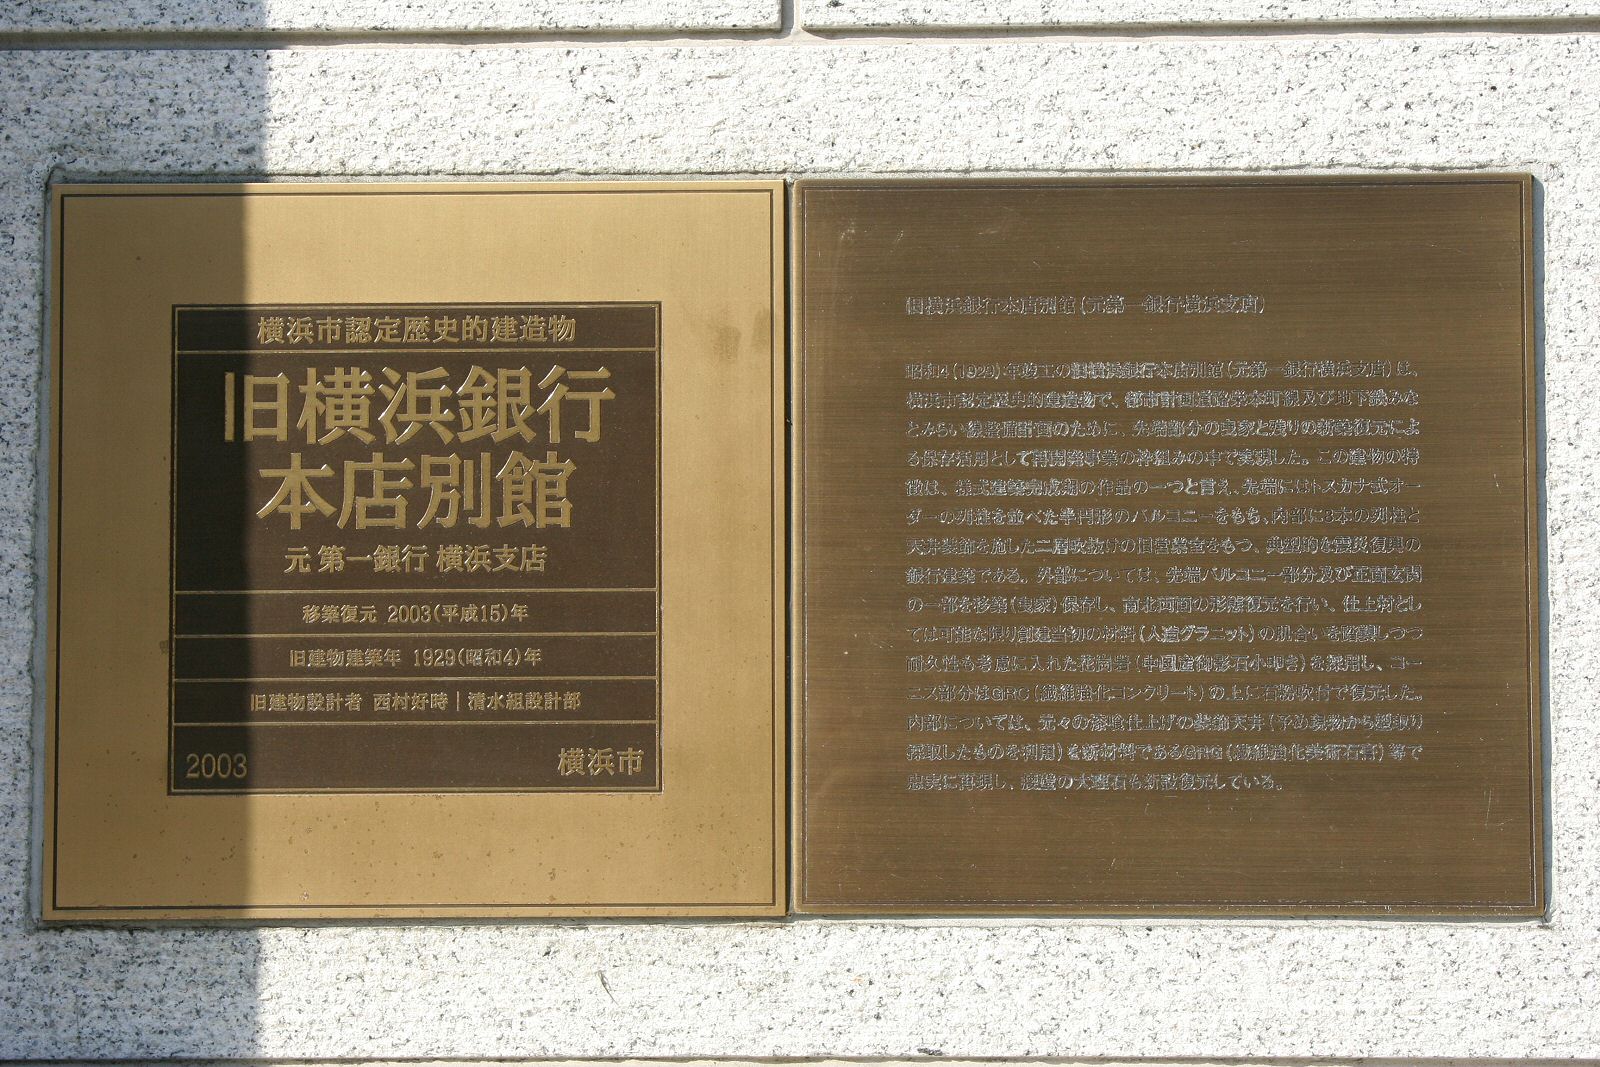 横浜市認定歴史的建造物
旧横浜銀行
本店別館
元 第一銀行 横浜支店
移築復元 2003(平成15)年
旧建物建築年 1929(昭和4)年
旧建物設計者 西村好時|清水組設計部
2003 横浜市
旧横浜銀行本店別館(元第一銀行横浜支店)
昭和4(1929)年竣工の旧横浜銀行本店別館(元第一銀行横浜支店)は、
横浜市認定歴史的建造物で、都市計画道路栄本町線及び地下鉄みな
とみらい線整備計画のために、先端部分の曳家と残りの新築復元によ
る保存活用として再開発事業の枠組みの中で実現した。この建物の特
徴は、様式建築完成期の作品の一つと言え、先端にはトスカナ式オー
ダーの列柱を並べた半円形のバルコニーをもち、内部に8本の列柱と
天井装飾を施した二層吹抜けの旧営業室をもつ、典型的な震災復興の
銀行建築である。外部については、先端バルコニー部分及び正面玄関
の一部を移築(曳家)保存し、南北両面の形態復元を行い、仕上材とし
ては可能な限り創建当初の材料(人造グラニット)の肌合いを踏襲しつつ
耐久性も考慮に入れた花崗岩(中国産御影石小叩き)を採用し、コー
ニス部分はGRC(繊維強化コンクリート)の上に石粉吹付で復元した。
内部については、元々の漆喰仕上げの装飾天井(予め現物から型取り
採取したものを利用)を新材料であるGRG(繊維強化美術石膏)等で
忠実に再現し、腰壁の大理石も新設復元している。